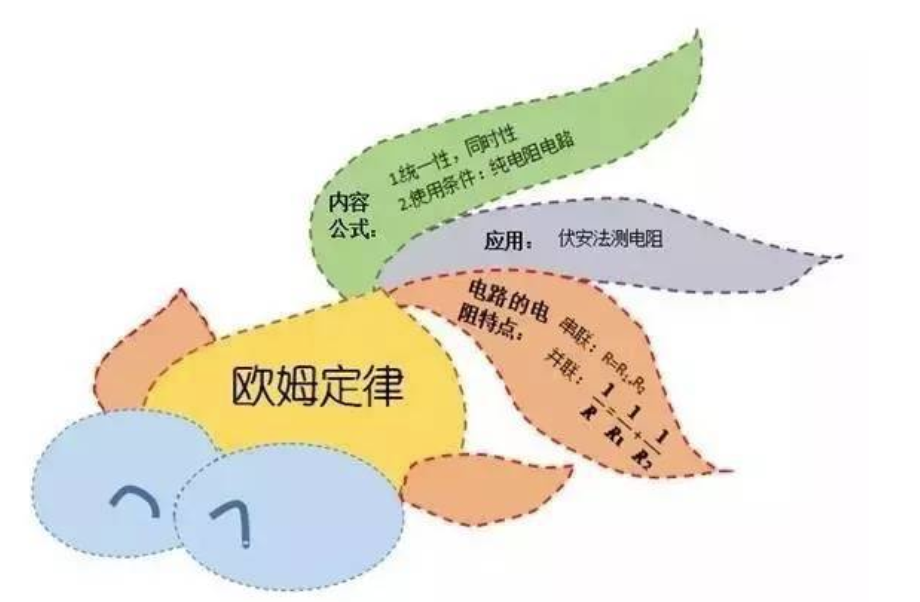 1.统一性，同时性
2.使用条件：纯电阻电路
内容
公式：
应用： 伏安法测电阻
电路的电
阻特点：
串联：R=R₁+R₂
并联：
1/R=1/R₁+1/R₂
欧姆定律